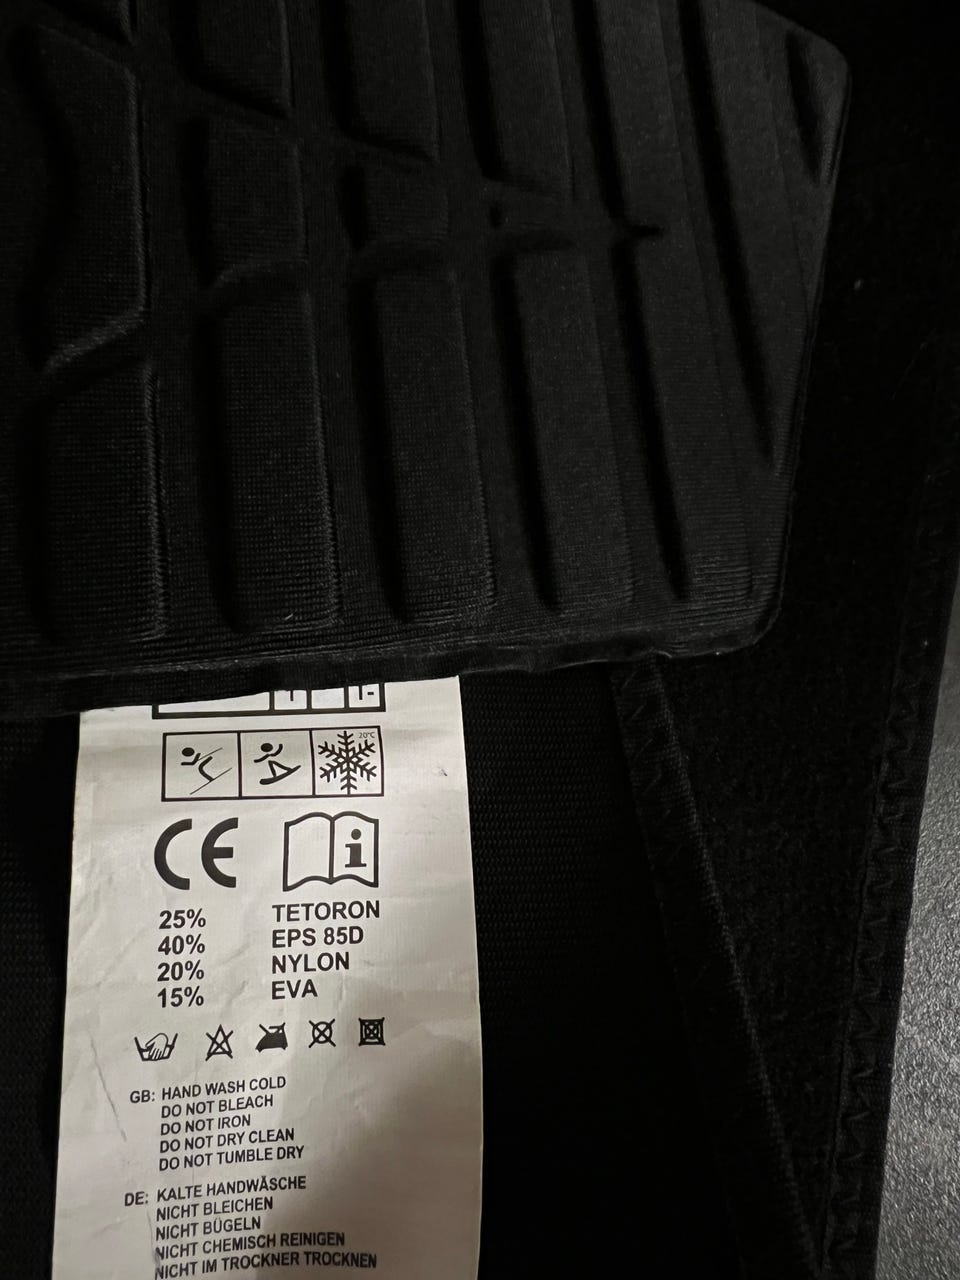 20°C
CE i
25% TETORON
40% EPS 85D
20% NYLON
15% EVA
GB: HAND WASH COLD
DO NOT BLEACH
DO NOT IRON
DO NOT DRY CLEAN
DO NOT TUMBLE DRY
DE: KALTE HANDWÄSCHE
NICHT BLEICHEN
NICHT BÜGELN
NICHT CHEMISCH REINIGEN
NICHT IM TROCKNER TROCKNEN